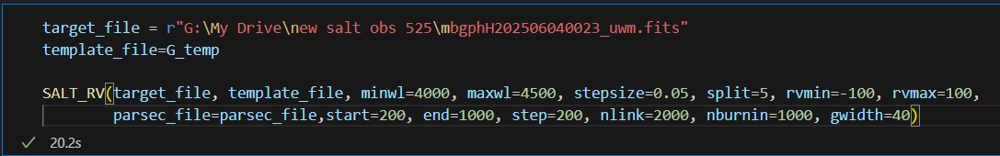 target_file = r"G:\My Drive\new salt obs 525\mbgphH202506040023_uwm.fits"
template_file=G_temp
SALT_RV(target_file, template_file, minwl=4000, maxwl=4500, stepsize=0.05, split=5, rvmin=-100, rvmax=100,
parsec_file=parsec_file,start=200, end=1000, step=200, nlink=2000, nburnin=1000, gwidth=40)
20.2s